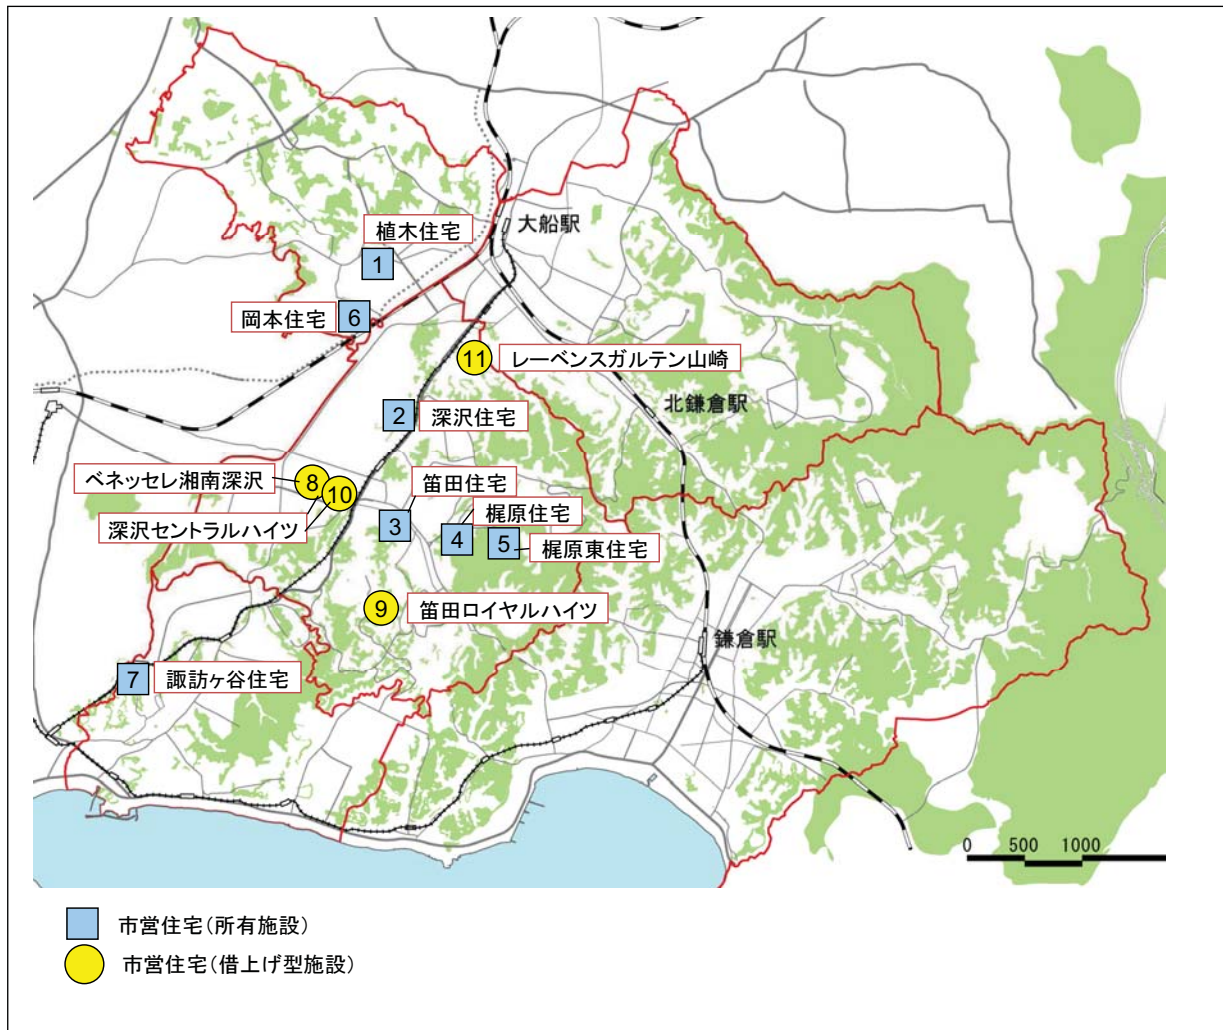 大船駅
植木住宅
1
岡本住宅
6
11
レーベンスガルテン山崎
北鎌倉駅
2
深沢住宅
ベネッセレ湘南深沢
8
笛田住宅
10
梶原住宅
深沢セントラルハイツ
3
4
5
梶原東住宅
9
笛田ロイヤルハイツ
鎌倉駅
7
諏訪ヶ谷住宅
0 500 1000
市営住宅(所有施設)
市営住宅(借上げ型施設)